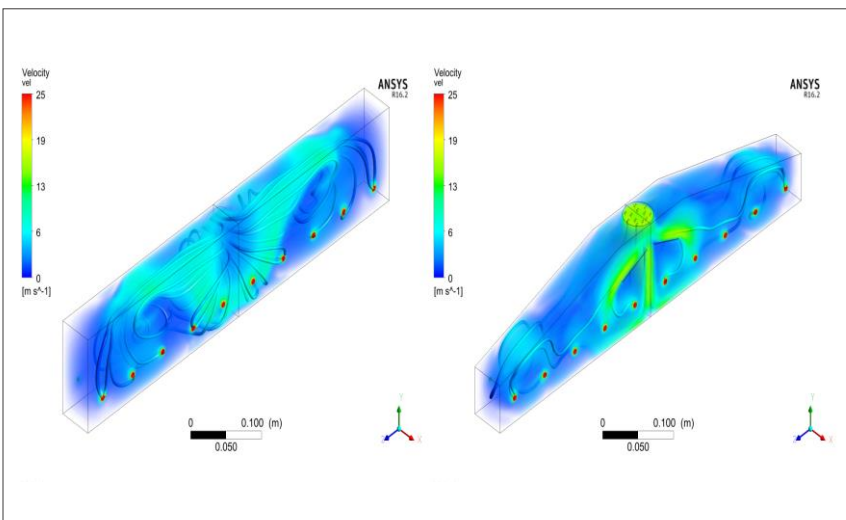 Velocity
vel
25
19
13
6
0
[m s^-1]
ANSYS
R16.2
0
0.100 (m)
0.050
Y
Z
X
Velocity
vel
25
19
13
6
0
[m s^-1]
ANSYS
R16.2
0
0.100 (m)
0.050
Y
Z
X